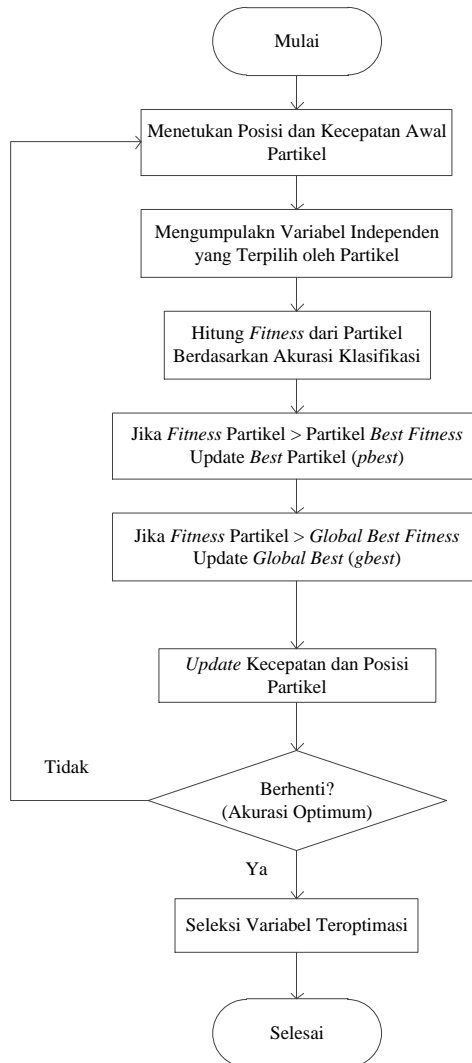 Mulai
Menetukan Posisi dan Kecepatan Awal
Partikel
Mengumpulakn Variabel Independen
yang Terpilih oleh Partikel
Hitung Fitness dari Partikel
Berdasarkan Akurasi Klasifikasi
Jika Fitness Partikel > Partikel Best Fitness
Update Best Partikel (pbest)
Jika Fitness Partikel > Global Best Fitness
Update Global Best (gbest)
Update Kecepatan dan Posisi
Partikel
Tidak
Berhenti?
(Akurasi Optimum)
Ya
Seleksi Variabel Teroptimasi
Selesai